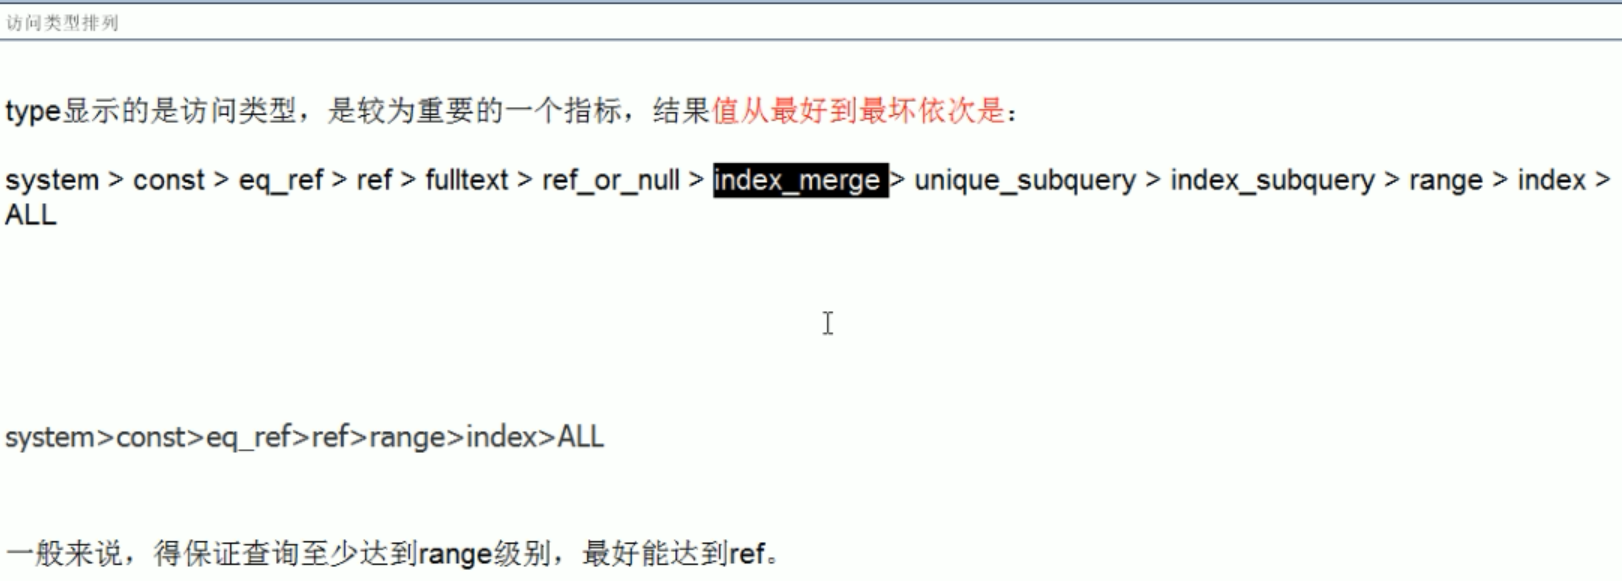 访问类型排列
type显示的是访问类型，是较为重要的一个指标，结果值从最好到最坏依次是：
system > const > eq_ref > ref > fulltext > ref_or_null > index_merge > unique_subquery > index_subquery > range > index >
ALL
system>const>eq_ref>ref>range>index>ALL
一般来说，得保证查询至少达到range级别，最好能达到ref。